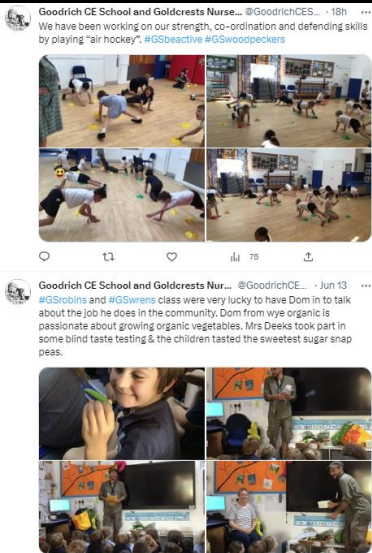 Goodrich CE School and Goldcrests Nurse... @GoodrichCES... · 18h
We have been working on our strength, co-ordination and defending skills
by playing "air hockey". #GSbeactive #GSwoodpeckers
75
Goodrich CE School and Goldcrests Nur... @GoodrichCE... · Jun 13
#GSrobins and #GSwrens class were very lucky to have Dom in to talk
about the job he does in the community. Dom from wye organic is
passionate about growing organic vegetables. Mrs Deeks took part in
some blind taste testing & the children tasted the sweetest sugar snap
peas.